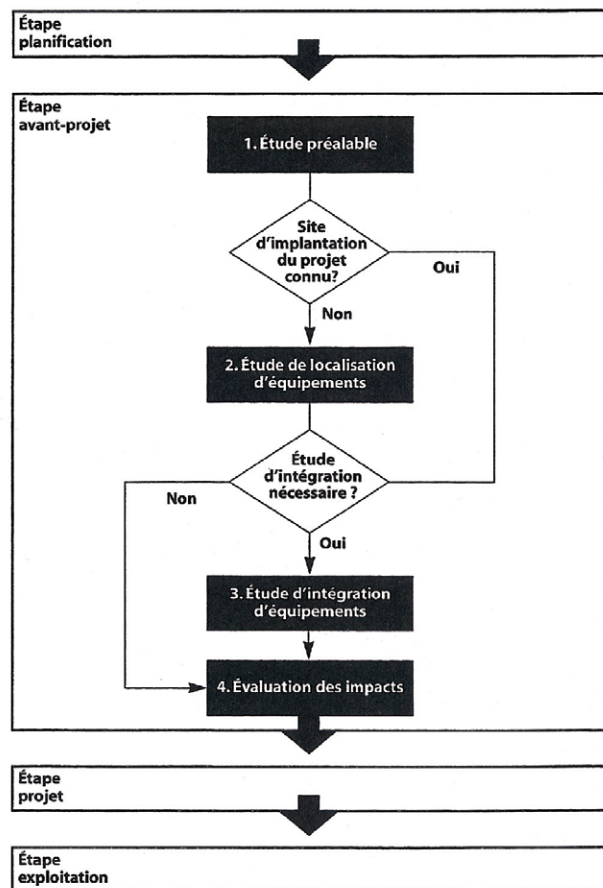 Étape
planification
Étape
avant-projet
1. Étude préalable
Site
d'implantation
du projet
connu?
Oui
Non
2. Étude de localisation
d'équipements
Étude
d'intégration
nécessaire ?
Non
Oui
3. Étude d'intégration
d'équipements
4. Évaluation des impacts
Étape
projet
Étape
exploitation